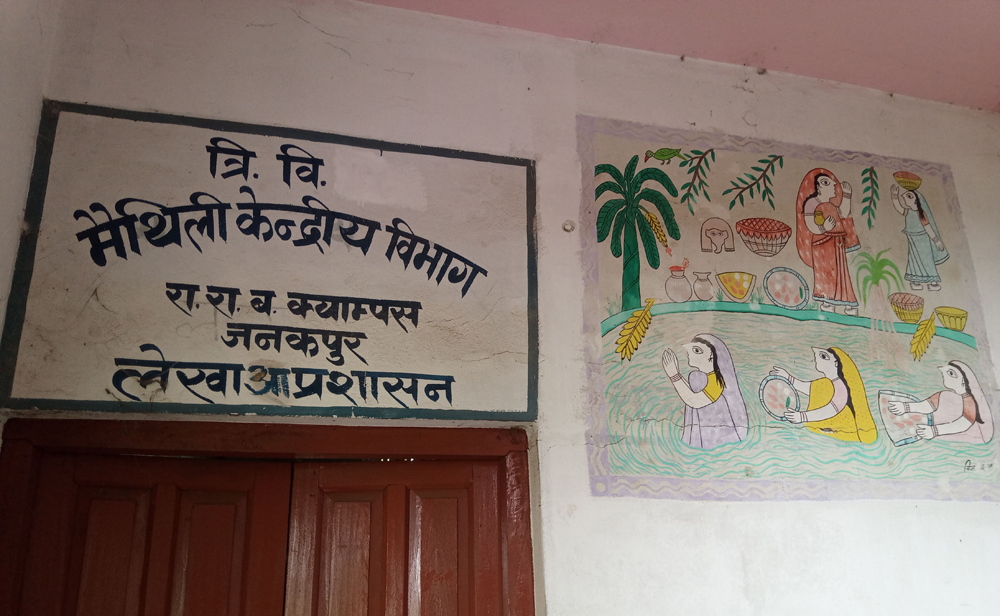 त्रि. वि.
मैथिली केन्द्रीय विभाग
रा. रा. ब. क्याम्पस
जनकपुर
प्रशासन